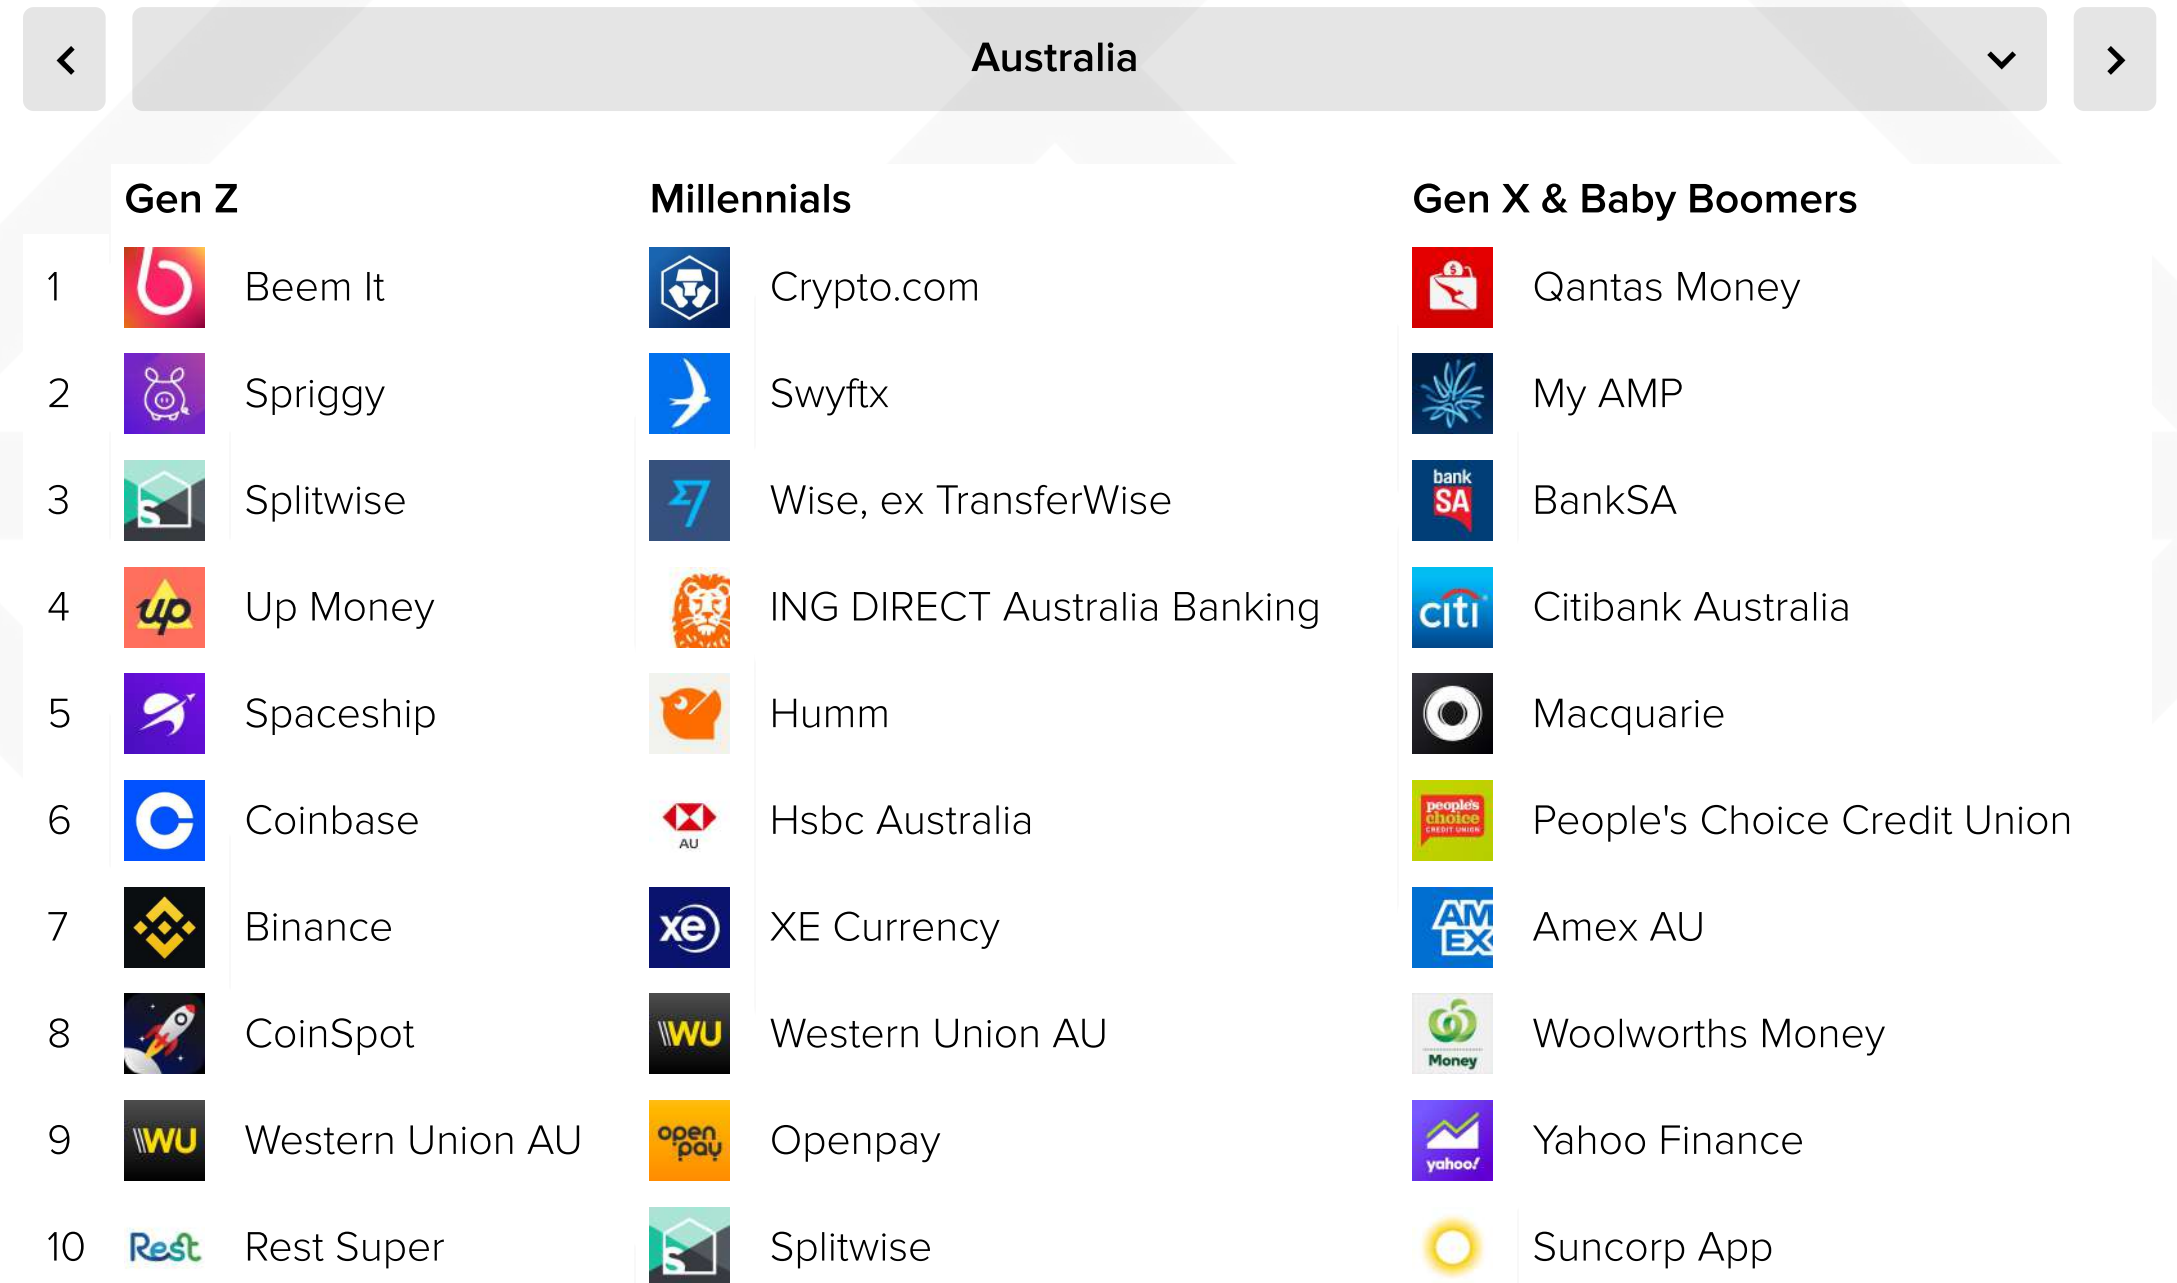 Australia
Gen Z Millennials Gen X & Baby Boomers
1 Beem It Crypto.com Qantas Money
2 Spriggy Swyftx My AMP
3 Splitwise Wise, ex TransferWise bank SA BankSA
4 up Up Money ING DIRECT Australia Banking citi Citibank Australia
5 Spaceship Humm Macquarie
6 Coinbase AU Hsbc Australia people's choice CREDIT UNION People's Choice Credit Union
7 Binance xe XE Currency AM EX Amex AU
8 CoinSpot WU Western Union AU Money Woolworths Money
9 WU Western Union AU open pay Openpay yahoo! Yahoo Finance
10 Rest Rest Super S Splitwise Suncorp App